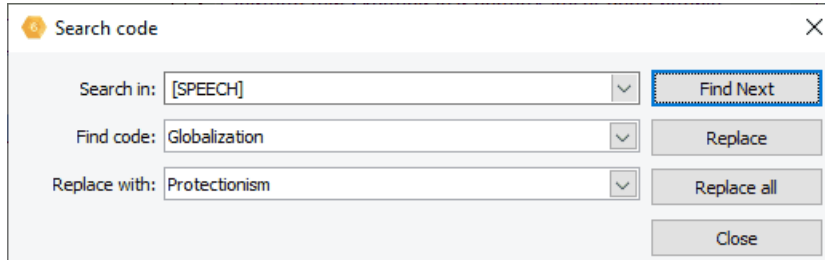 Search code
Search in: [SPEECH] Find Next
Find code: Globalization Replace
Replace with: Protectionism Replace all
Close